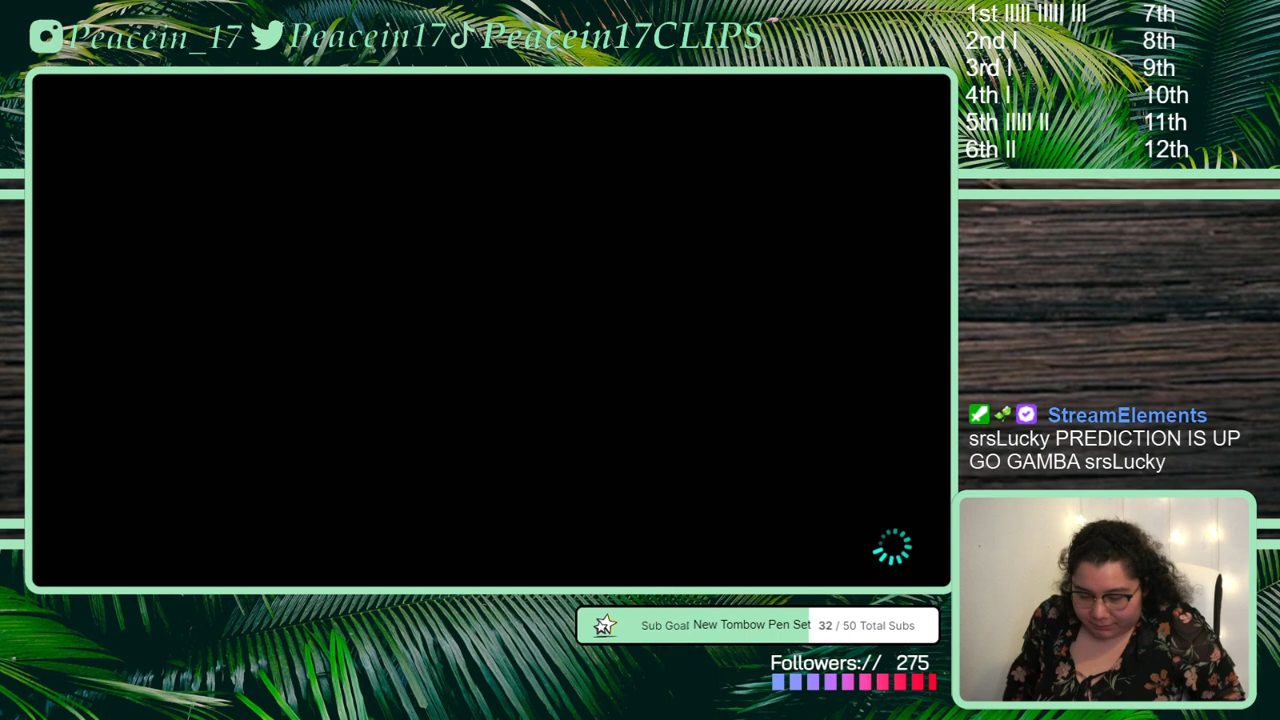 Peacein_17 Peacein17 Peacein17CLIPS
1st IIIII IIIII III 7th
2nd I 8th
3rd I 9th
4th I 10th
5th IIIII II 11th
6th II 12th
StreamElements
srsLucky PREDICTION IS UP
GO GAMBA srsLucky
Sub Goal New Tombow Pen Set 32 / 50 Total Subs
Followers:// 275